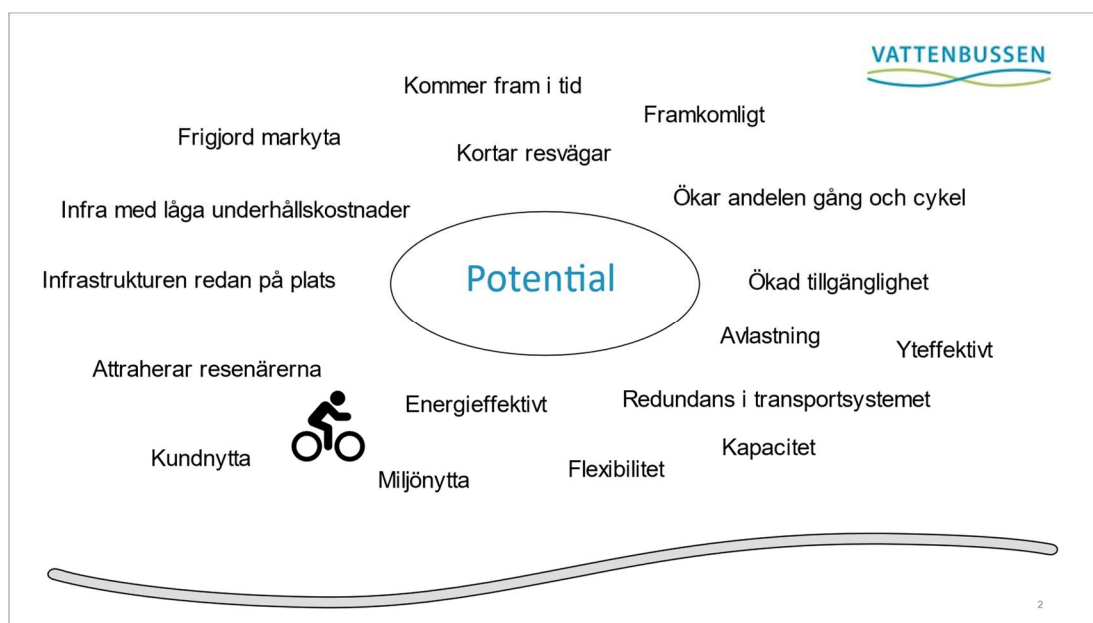 VATTENBUSSEN
Kommer fram i tid
Framkomligt
Frigjord markyta
Kortar resvägar
Ökar andelen gång och cykel
Infra med låga underhållskostnader
Potential
Infrastrukturen redan på plats
Ökad tillgänglighet
Avlastning
Yteffektivt
Attraherar resenärerna
Energieffektivt
Redundans i transportsystemet
Kapacitet
Kundnytta
Flexibilitet
Miljönytta
2